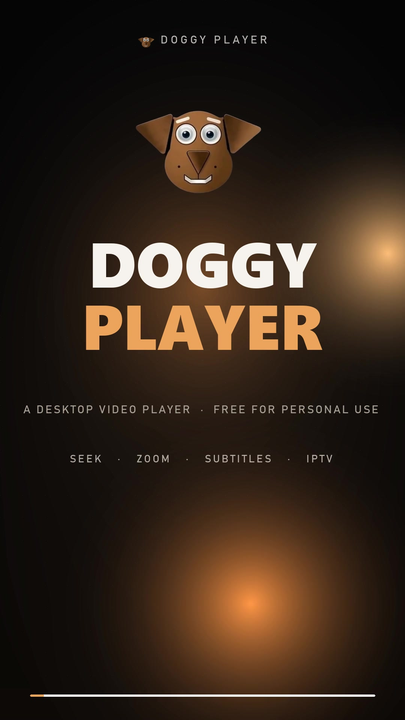 DOGGY PLAYER
DOGGY
PLAYER
A DESKTOP VIDEO PLAYER · FREE FOR PERSONAL USE
SEEK · ZOOM · SUBTITLES · IPTV